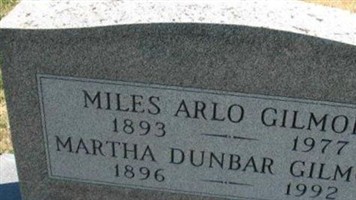 MILES ARLO GILMO
1893 — 1977
MARTHA DUNBAR GILM
1896 — 1992